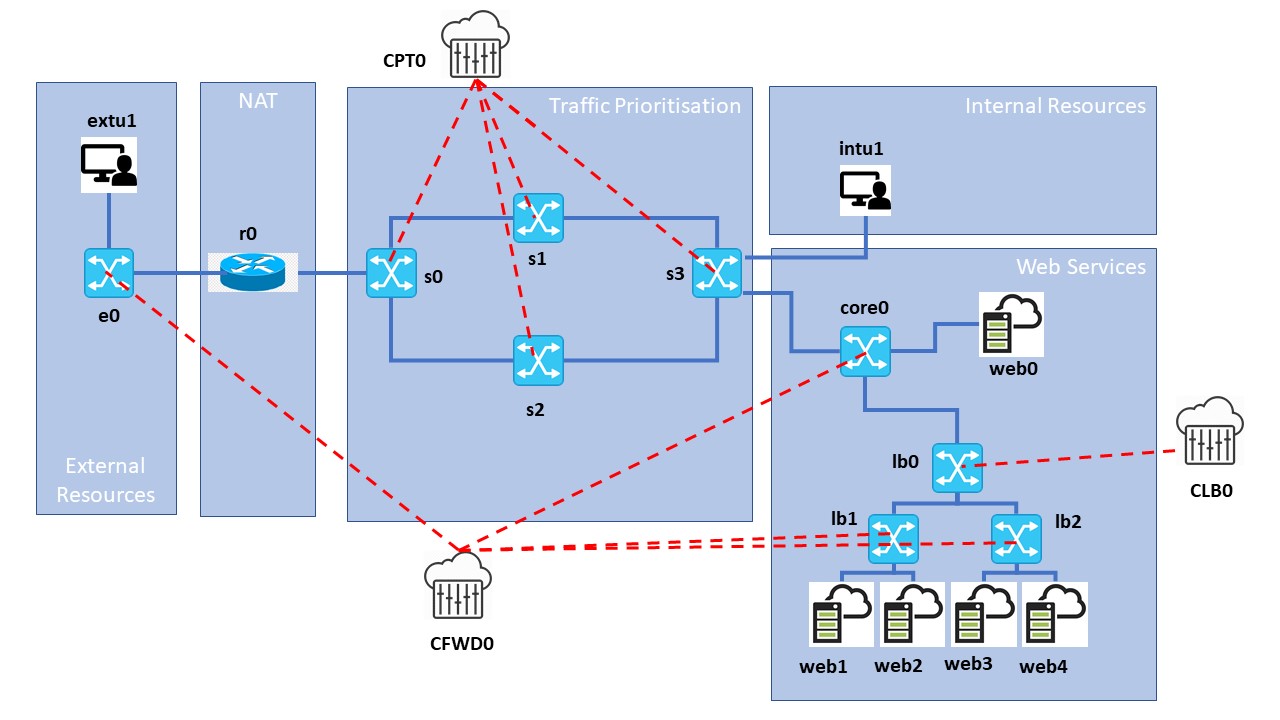 CPT0
NAT
Traffic Prioritisation
Internal Resources
extu1
intu1
r0
s1
s0
s3
Web Services
e0
core0
web0
s2
External
Resources
lb0
CLB0
lb1
lb2
CFWD0
web1
web2
web3
web4